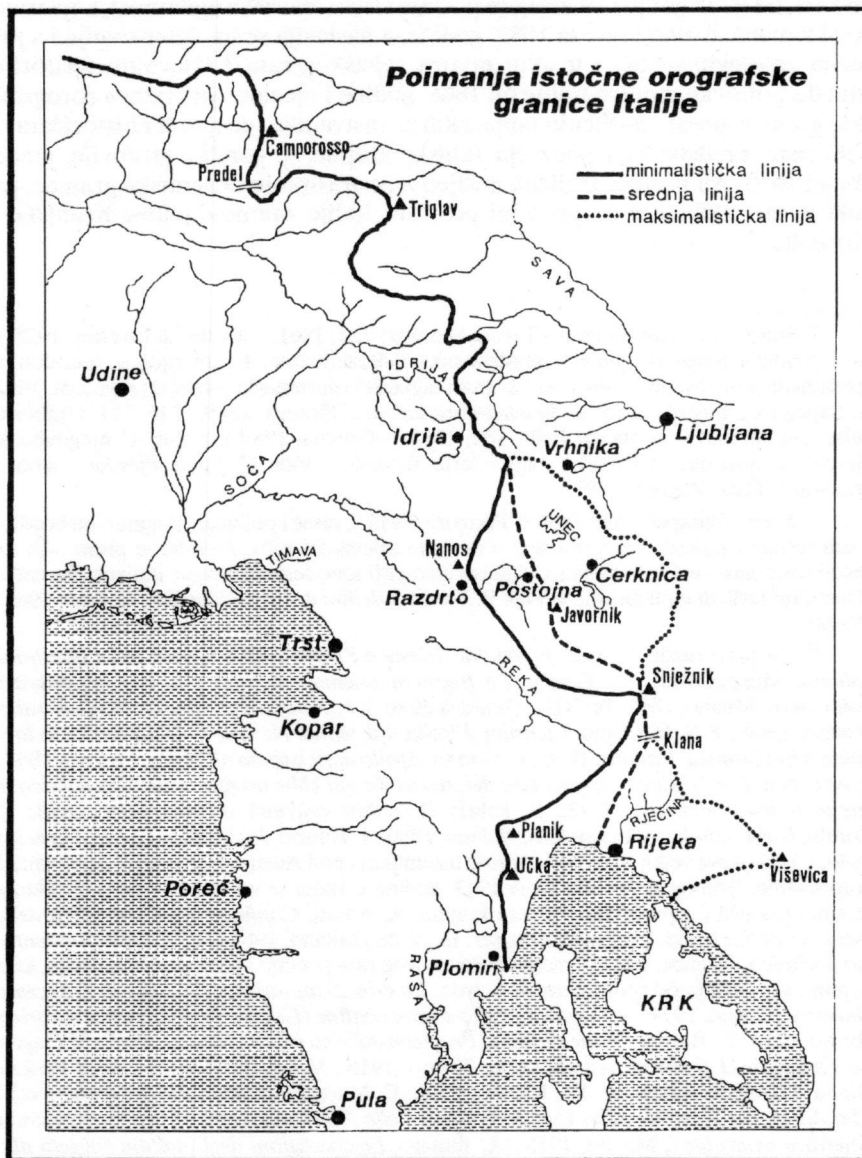 Poimanja istočne orografske
granice Italije
minimalistička linija
srednja linija
maksimalistička linija
Camporosso
Predel
Triglav
SAVA
Udine
IDRIJA
Idrija
Vrhnika
Ljubljana
SOČA
UNEC
Nanos
Postojna
Cerknica
TIMAVA
Razdrto
Javornik
Trst
REKA
Snježnik
Kopar
Klana
RJEČINA
Planik
Rijeka
Učka
Viševica
Poreč
Plomin
RAŠA
KRK
Pula